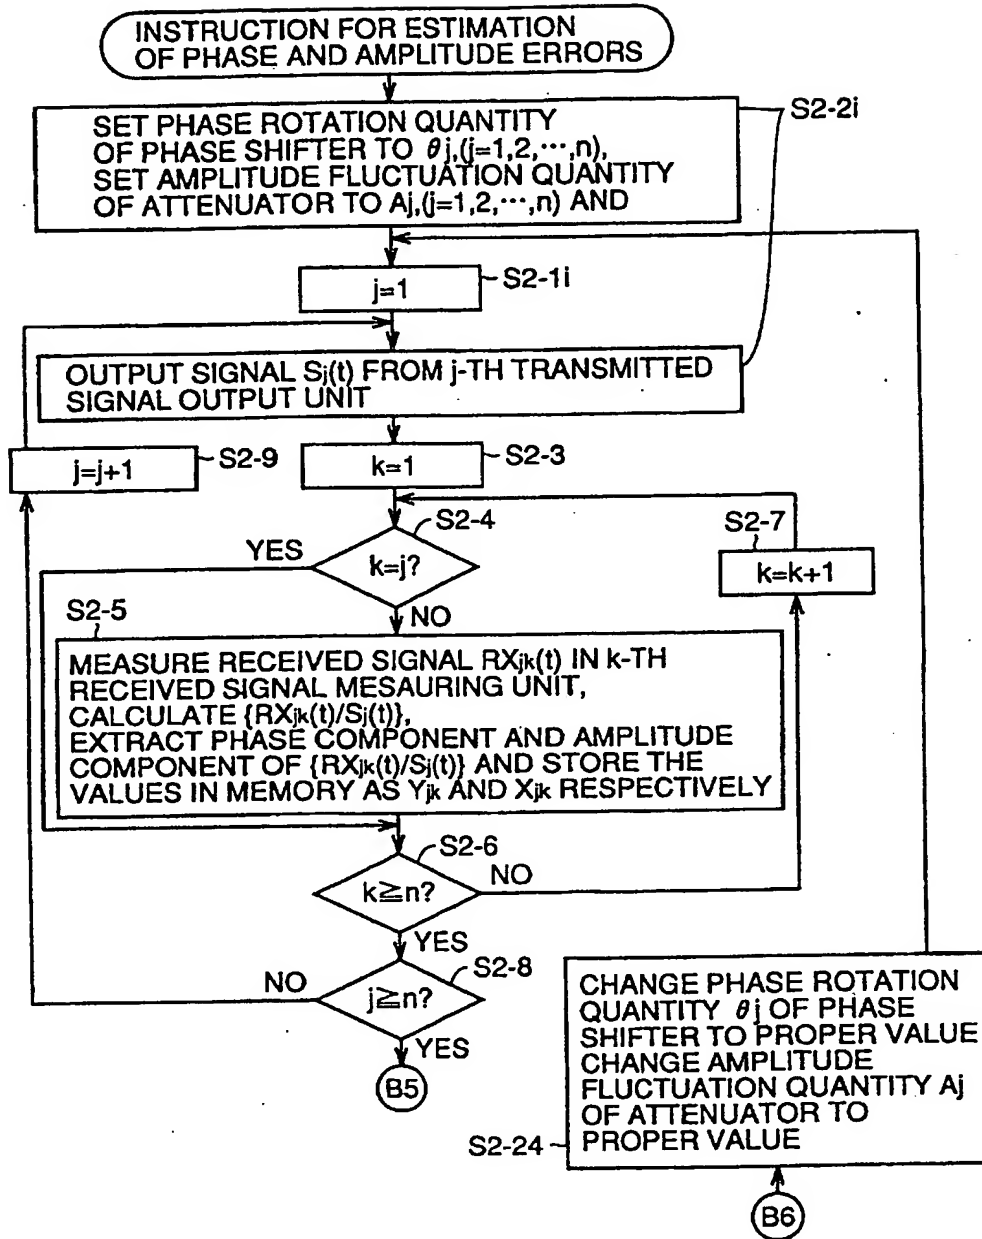 INSTRUCTION FOR ESTIMATION
OF PHASE AND AMPLITUDE ERRORS
S2-2i
SET PHASE ROTATION QUANTITY
OF PHASE SHIFTER TO θj,(j=1,2,⋯,n),
SET AMPLITUDE FLUCTUATION QUANTITY
OF ATTENUATOR TO Aj,(j=1,2,⋯,n) AND
j=1
S2-1i
OUTPUT SIGNAL Sj(t) FROM j-TH TRANSMITTED
SIGNAL OUTPUT UNIT
j=j+1
S2-9
k=1
S2-3
S2-4
k=j?
YES
NO
S2-7
k=k+1
S2-5
MEASURE RECEIVED SIGNAL RXjk(t) IN k-TH
RECEIVED SIGNAL MESAURING UNIT,
CALCULATE {RXjk(t)/Sj(t)},
EXTRACT PHASE COMPONENT AND AMPLITUDE
COMPONENT OF {RXjk(t)/Sj(t)} AND STORE THE
VALUES IN MEMORY AS Yjk AND Xjk RESPECTIVELY
S2-6
k≧n?
NO
YES
S2-8
j≧n?
NO
YES
B5
CHANGE PHASE ROTATION
QUANTITY θj OF PHASE
SHIFTER TO PROPER VALUE
CHANGE AMPLITUDE
FLUCTUATION QUANTITY Aj
OF ATTENUATOR TO
PROPER VALUE
S2-24
B6